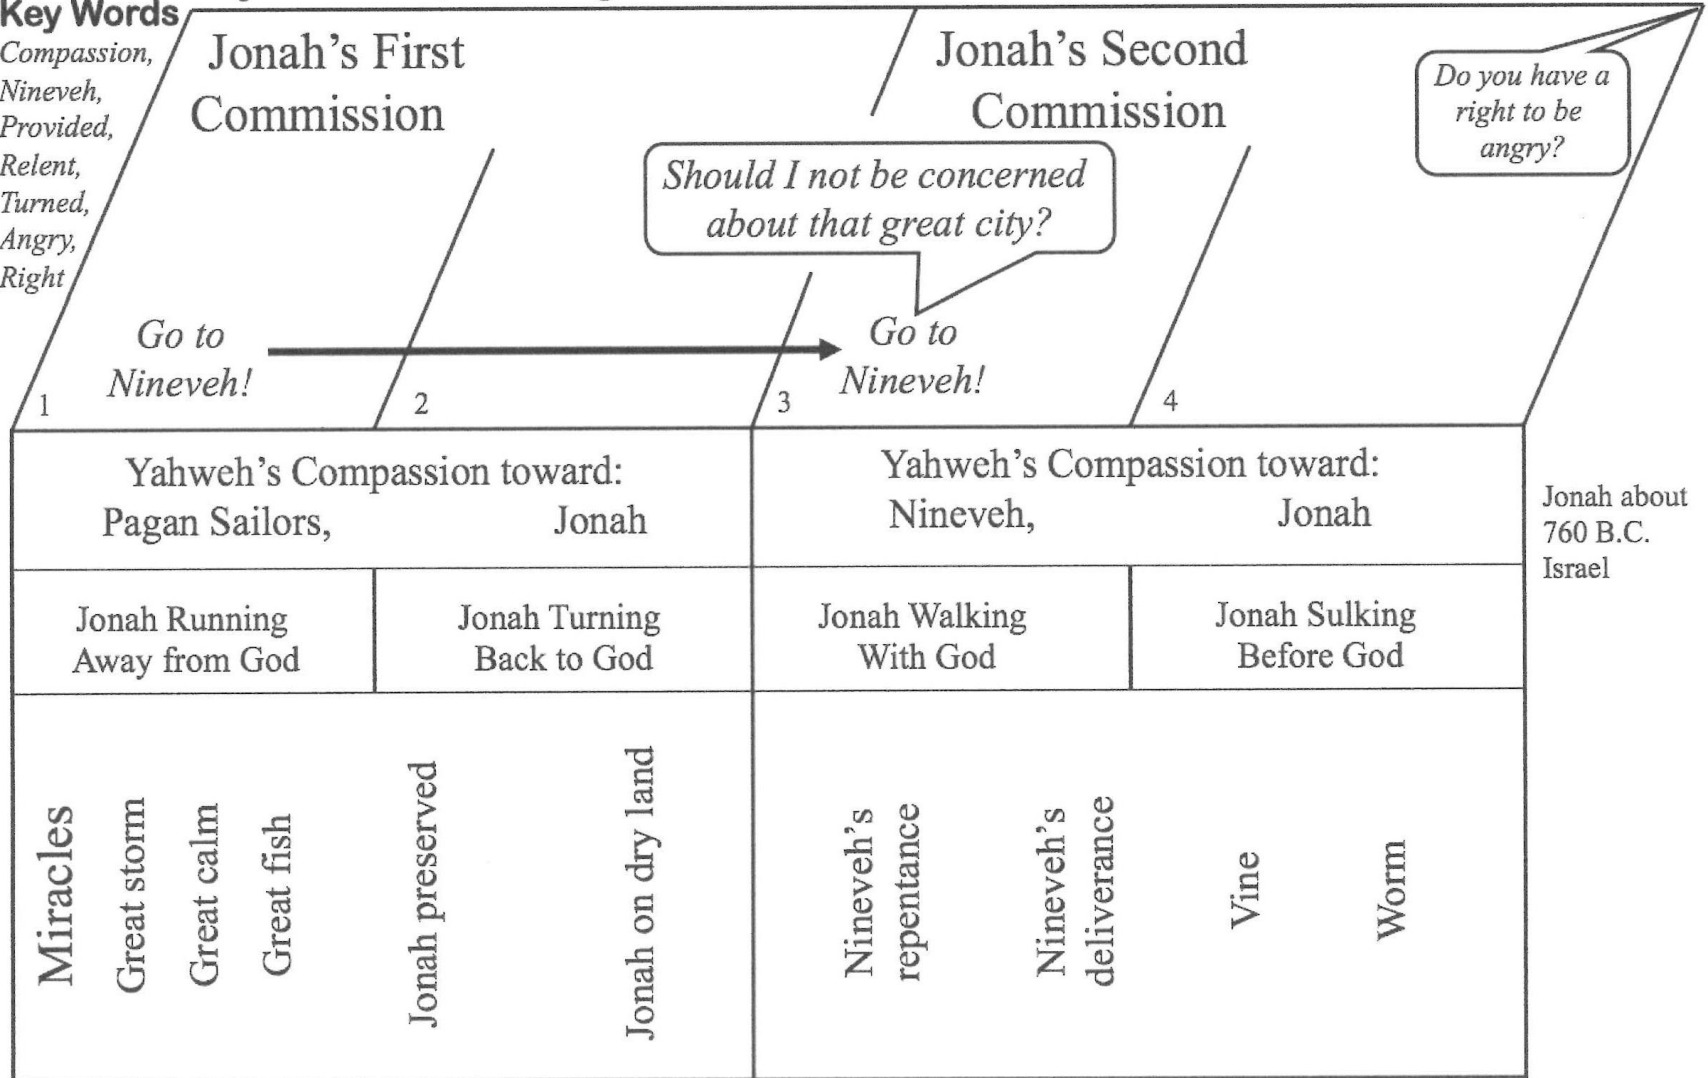 Key Words
Compassion,
Nineveh,
Provided,
Relent,
Turned,
Angry,
Right
Jonah’s First
Commission
Jonah’s Second
Commission
Do you have a
right to be
angry?
Should I not be concerned
about that great city?
Go to
Nineveh!
Go to
Nineveh!
1
2
3
4
Yahweh’s Compassion toward:
Pagan Sailors, Jonah
Yahweh’s Compassion toward:
Nineveh, Jonah
Jonah about
760 B.C.
Israel
Jonah Running
Away from God
Jonah Turning
Back to God
Jonah Walking
With God
Jonah Sulking
Before God
Miracles
Great storm
Great calm
Great fish
Jonah preserved
Jonah on dry land
Nineveh’s
repentance
Nineveh’s
deliverance
Vine
Worm